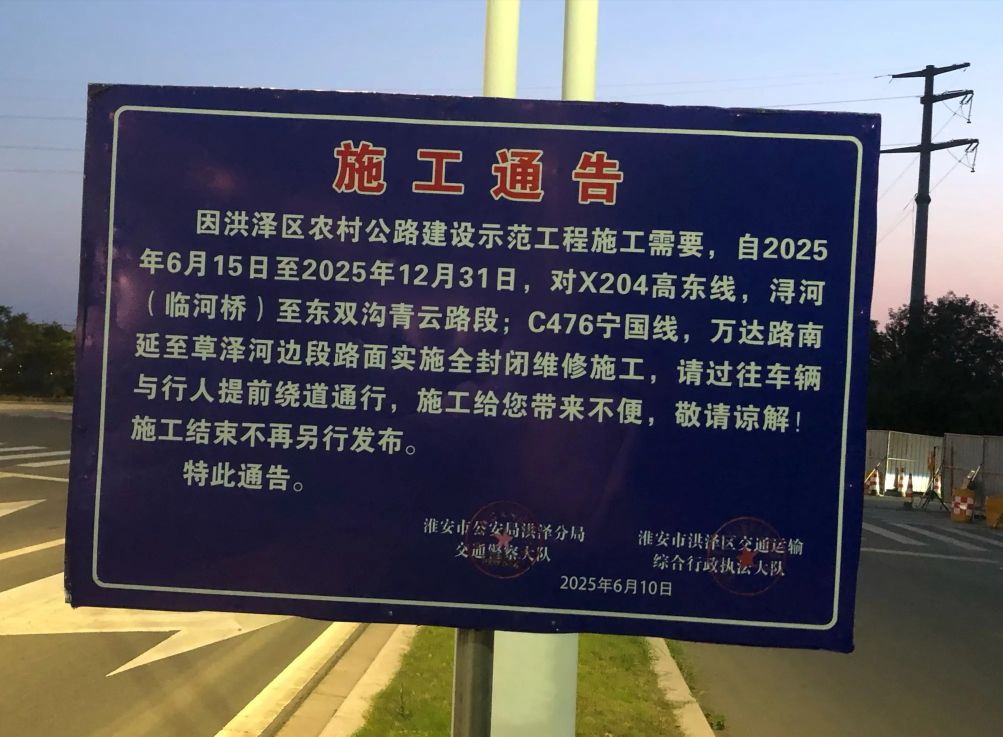 施工通告
因洪泽区农村公路建设示范工程施工需要，自2025
年6月15日至2025年12月31日，对X204高东线，浔河
（临河桥）至东双沟青云路段；C476宁国线，万达路南
延至草泽河边段路面实施全封闭维修施工，请过往车辆
与行人提前绕道通行，施工给您带来不便，敬请谅解！
施工结束不再另行发布。
特此通告。
淮安市公安局洪泽分局
交通警察大队
淮安市洪泽区交通运输
综合行政执法大队
2025年6月10日